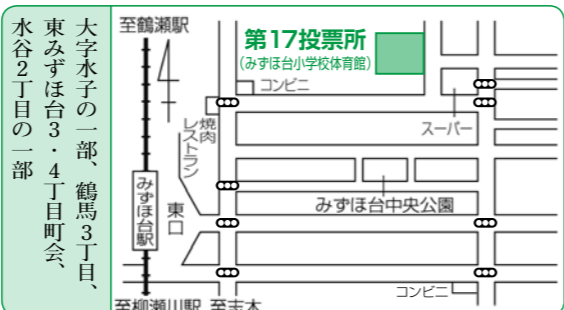 大字水子の一部、鶴馬3丁目、
東みずほ台3・4丁目町会、
水谷2丁目の一部
至鶴瀬駅
第17投票所
(みずほ台小学校体育館)
コンビニ
焼肉
レストラン
スーパー
みずほ台駅
東口
みずほ台中央公園
コンビニ
至柳瀬川駅
至志木